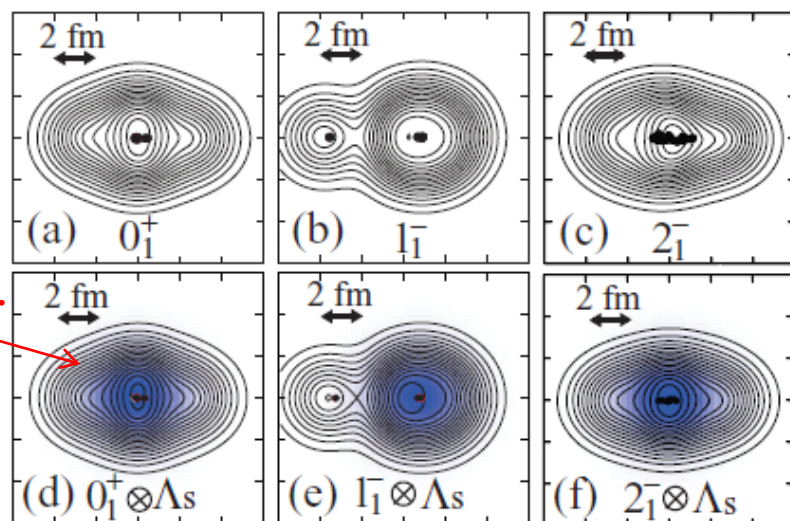 2 fm
2 fm
2 fm
(a) 0₁⁺
(b) 1₁⁻
(c) 2₁⁻
2 fm
2 fm
2 fm
(d) 0₁⁺⊗Λs
(e) 1₁⁻⊗Λs
(f) 2₁⁻⊗Λs